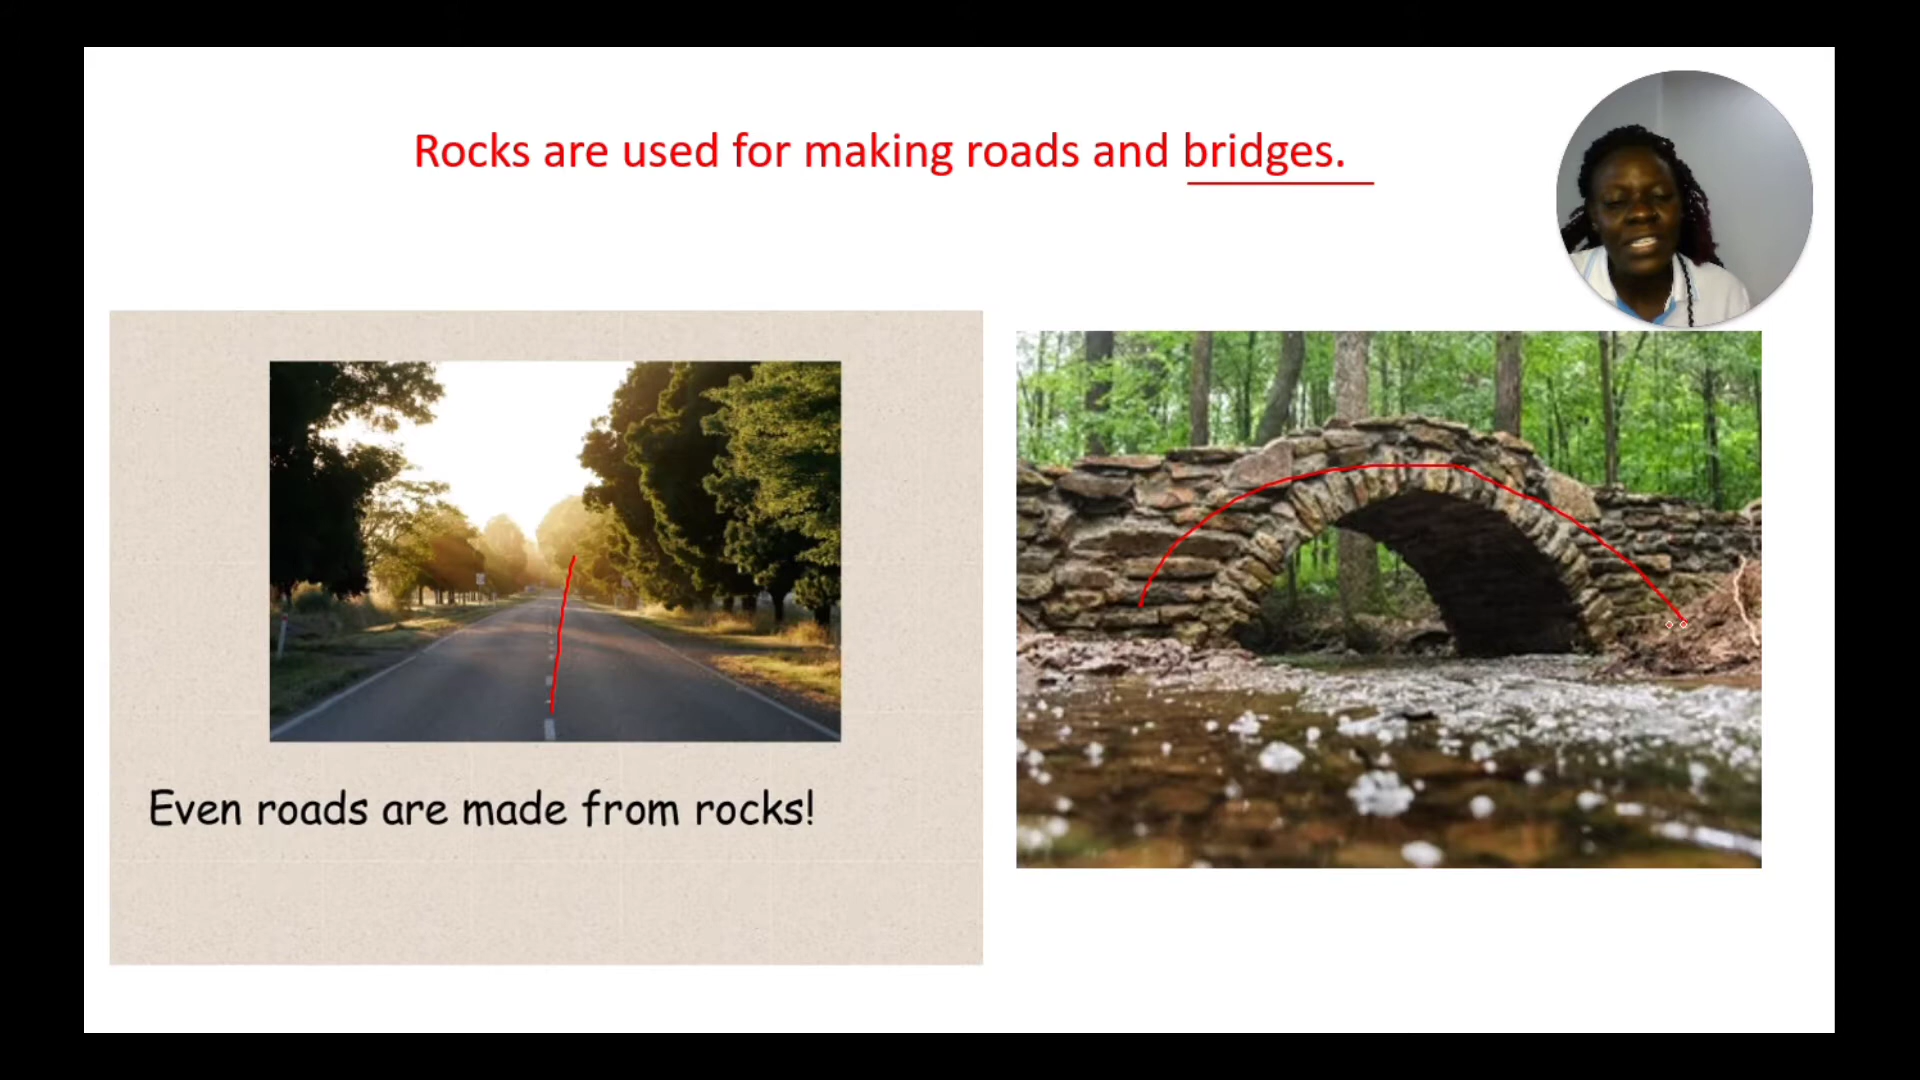 Rocks are used for making roads and bridges.
Even roads are made from rocks!